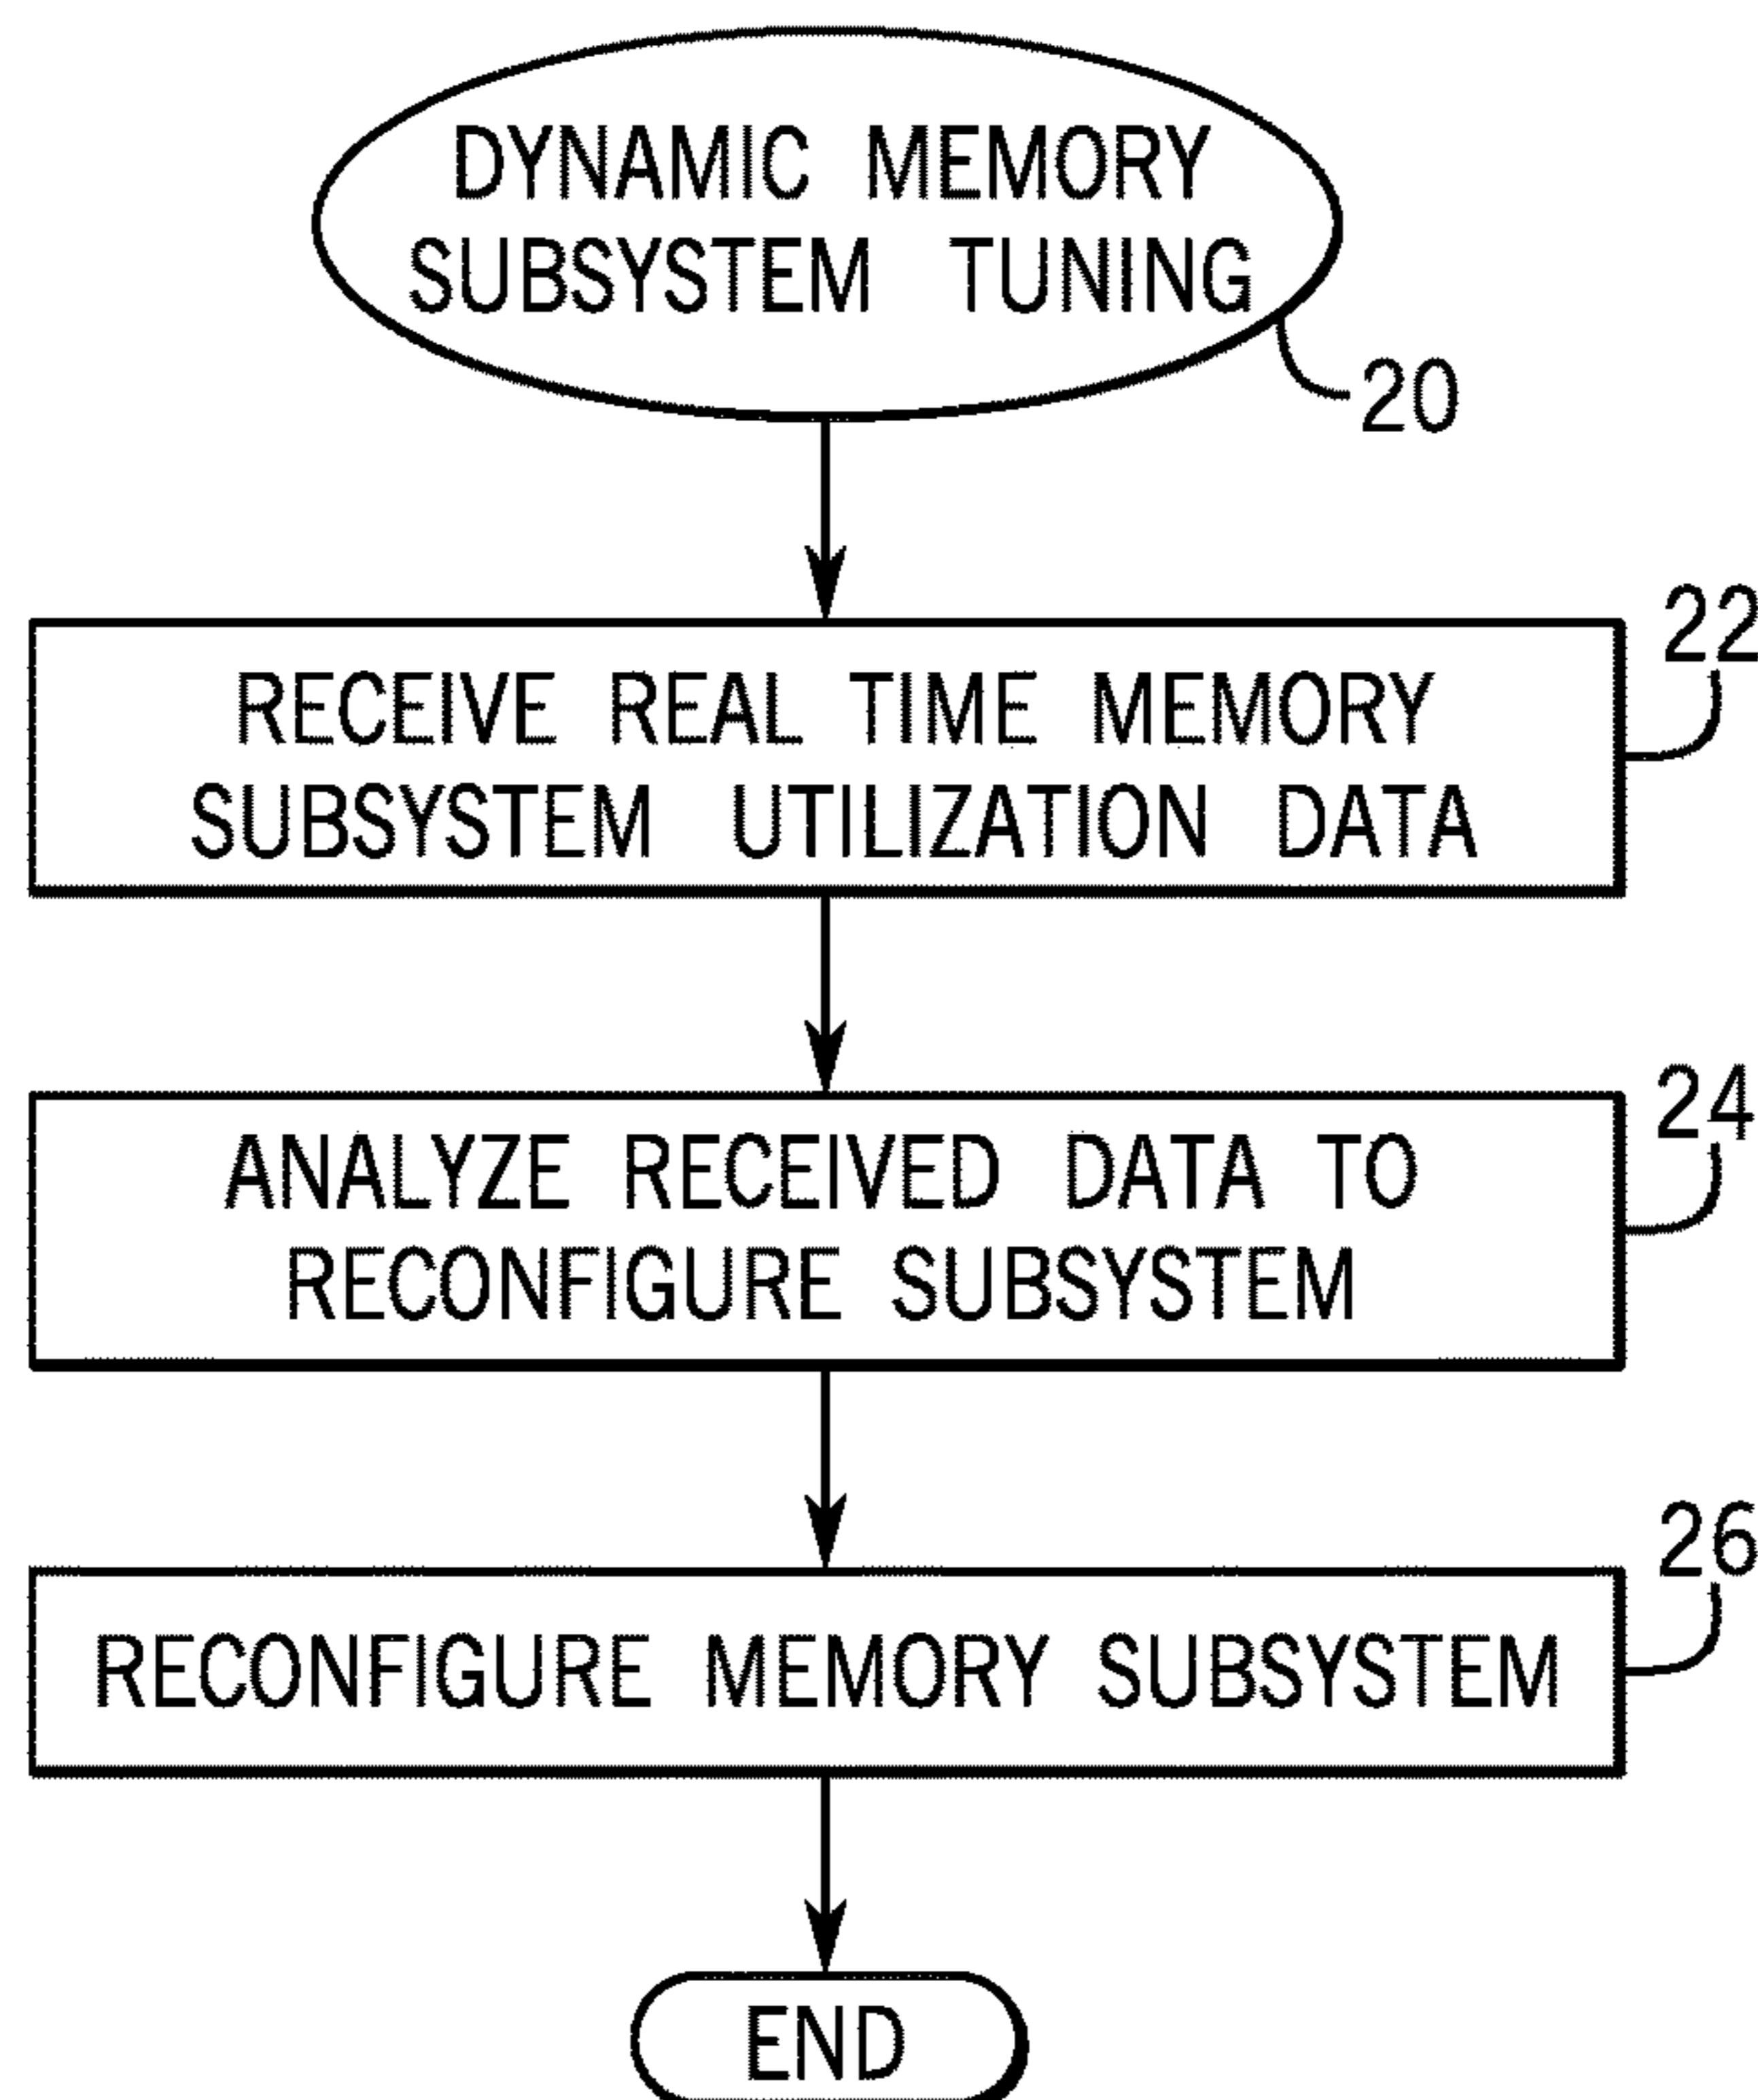 DYNAMIC MEMORY
SUBSYSTEM TUNING
20
22
RECEIVE REAL TIME MEMORY
SUBSYSTEM UTILIZATION DATA
24
ANALYZE RECEIVED DATA TO
RECONFIGURE SUBSYSTEM
26
RECONFIGURE MEMORY SUBSYSTEM
END